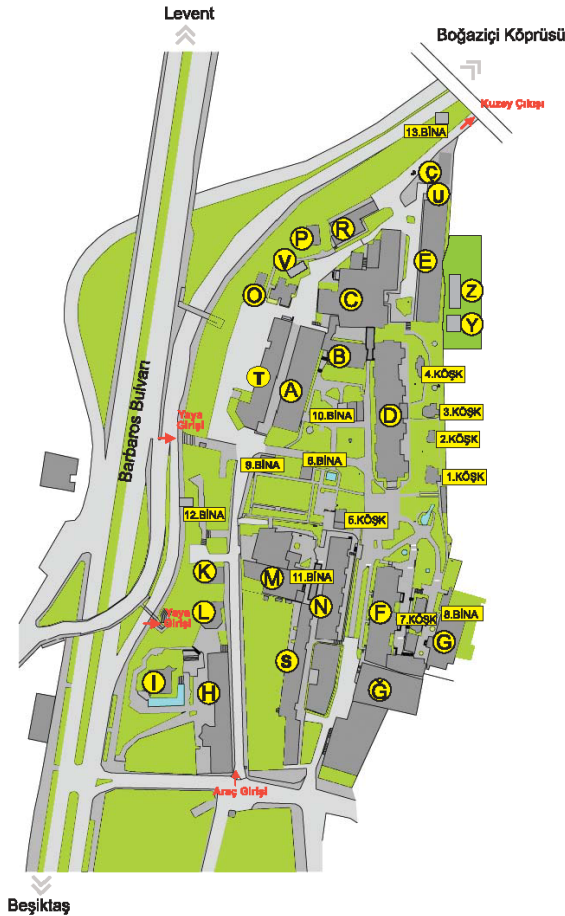 Levent
Boğaziçi Köprüsü
Kuzey Çıkışı
13.BİNA
Ç
U
R
P
E
V
Z
O
C
Y
B
4.KÖŞK
T
A
D
3.KÖŞK
10.BİNA
Yaya
Girişi
2.KÖŞK
Barbaros Bulvarı
9.BİNA
6.BİNA
1.KÖŞK
12.BİNA
5.KÖŞK
K
M
11.BİNA
L
N
F
7.KÖŞK
8.BİNA
Yaya
Girişi
G
S
I
H
Ğ
Araç Girişi
Beşiktaş